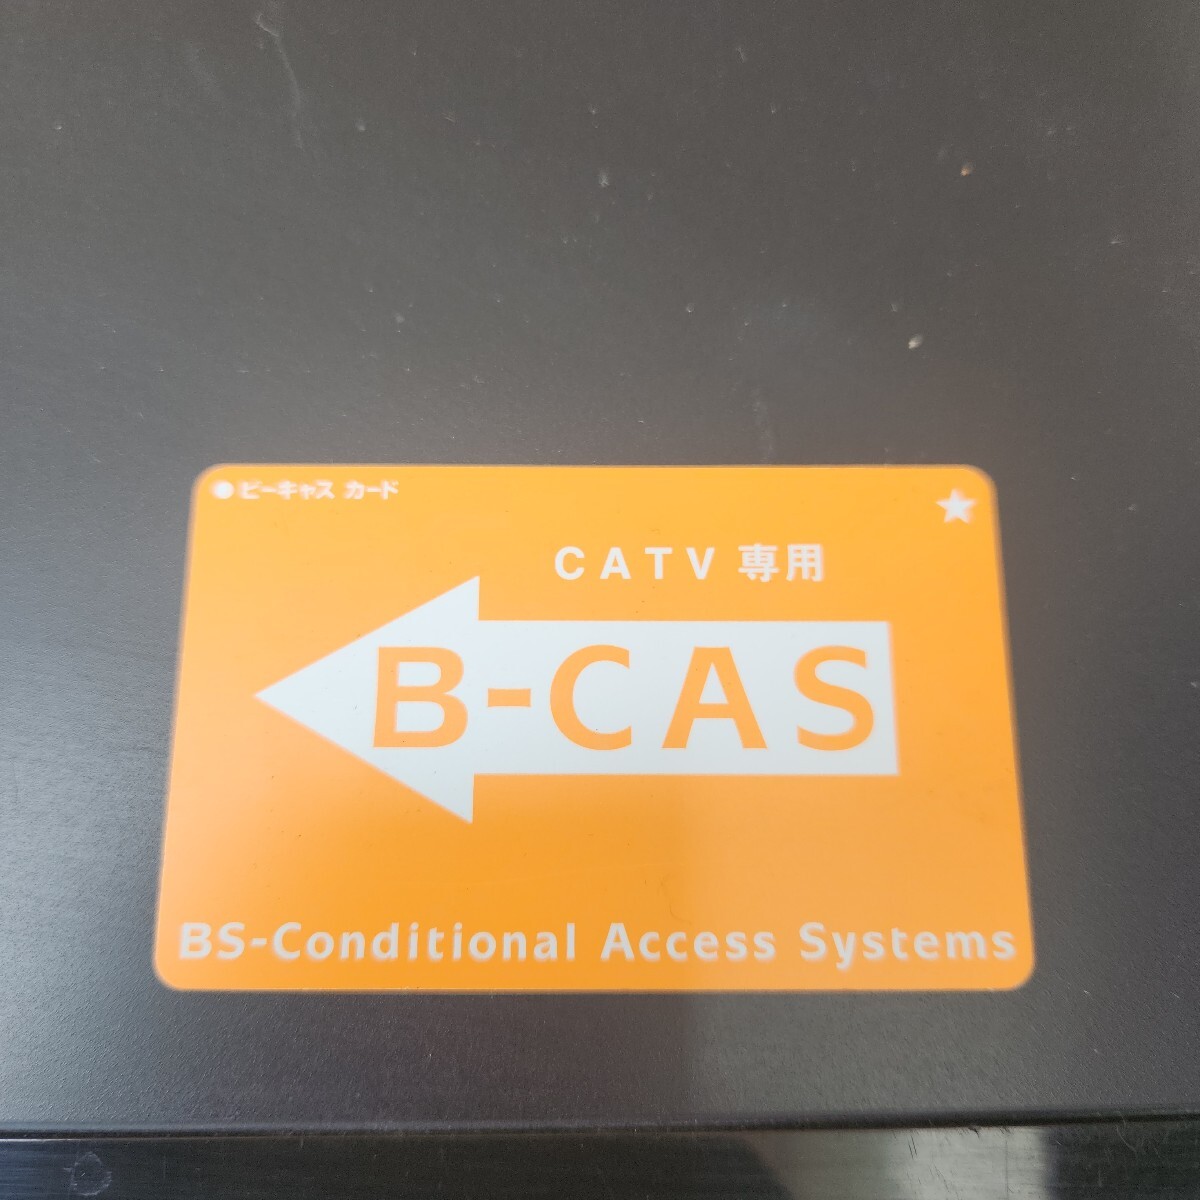 ●ビーキャス カード
★
CATV 専用
B-CAS
BS-Conditional Access Systems